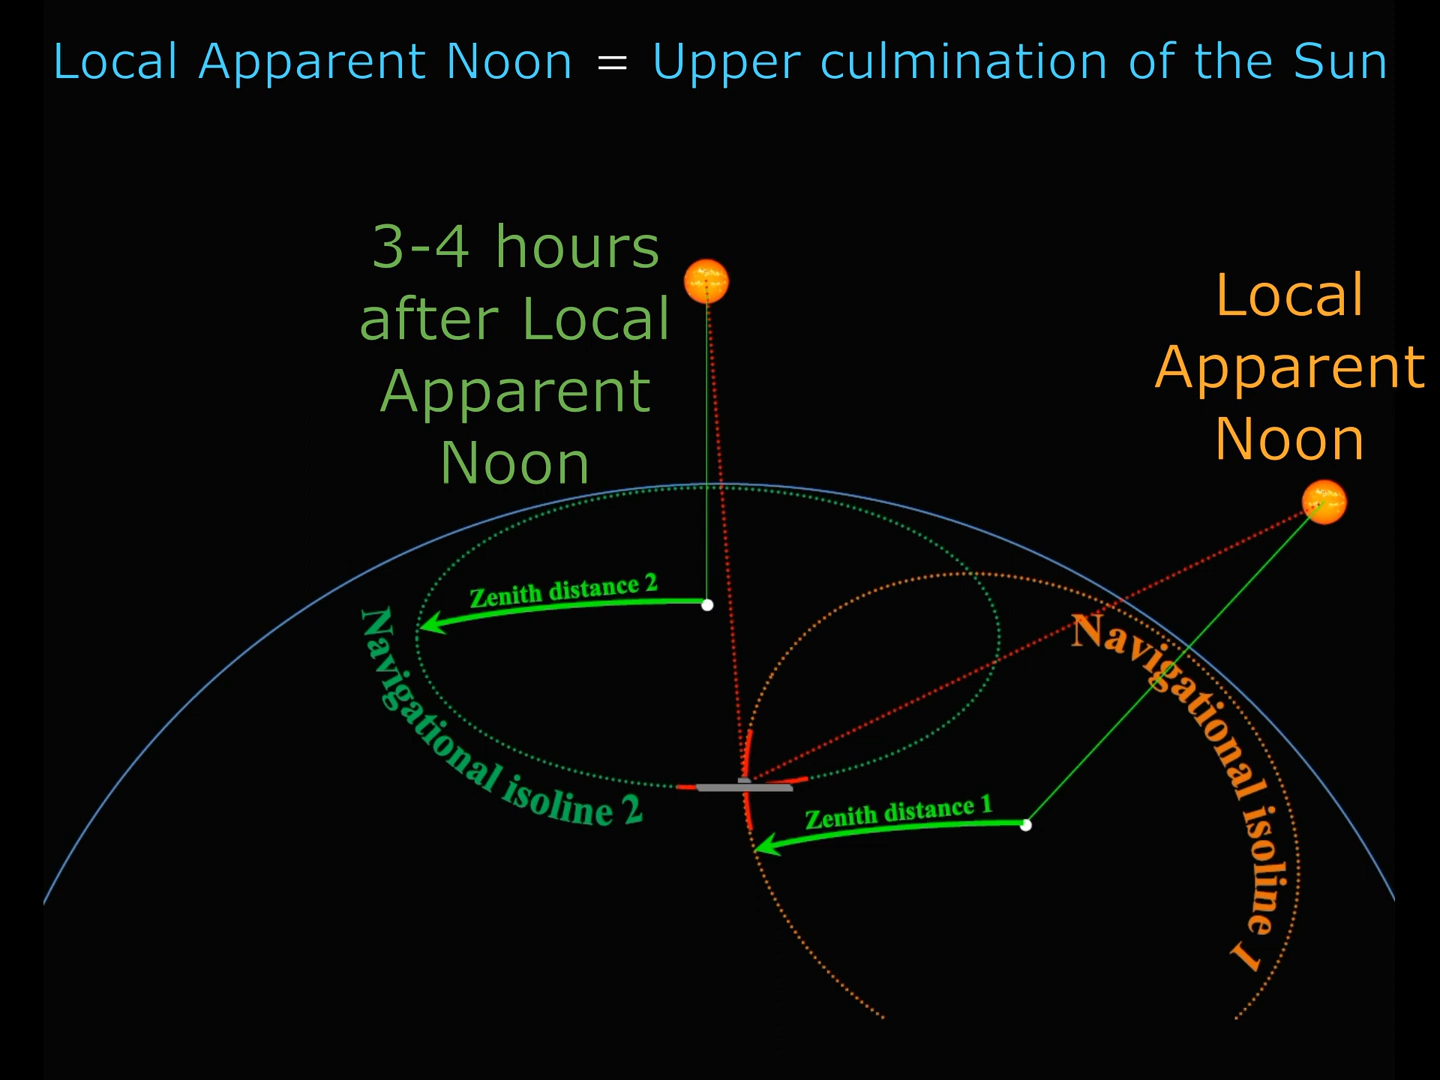 Local Apparent Noon = Upper culmination of the Sun
3-4 hours
after Local
Apparent
Noon
Local
Apparent
Noon
Zenith distance 2
Navigational isoline 2
Zenith distance 1
Navigational isoline 1